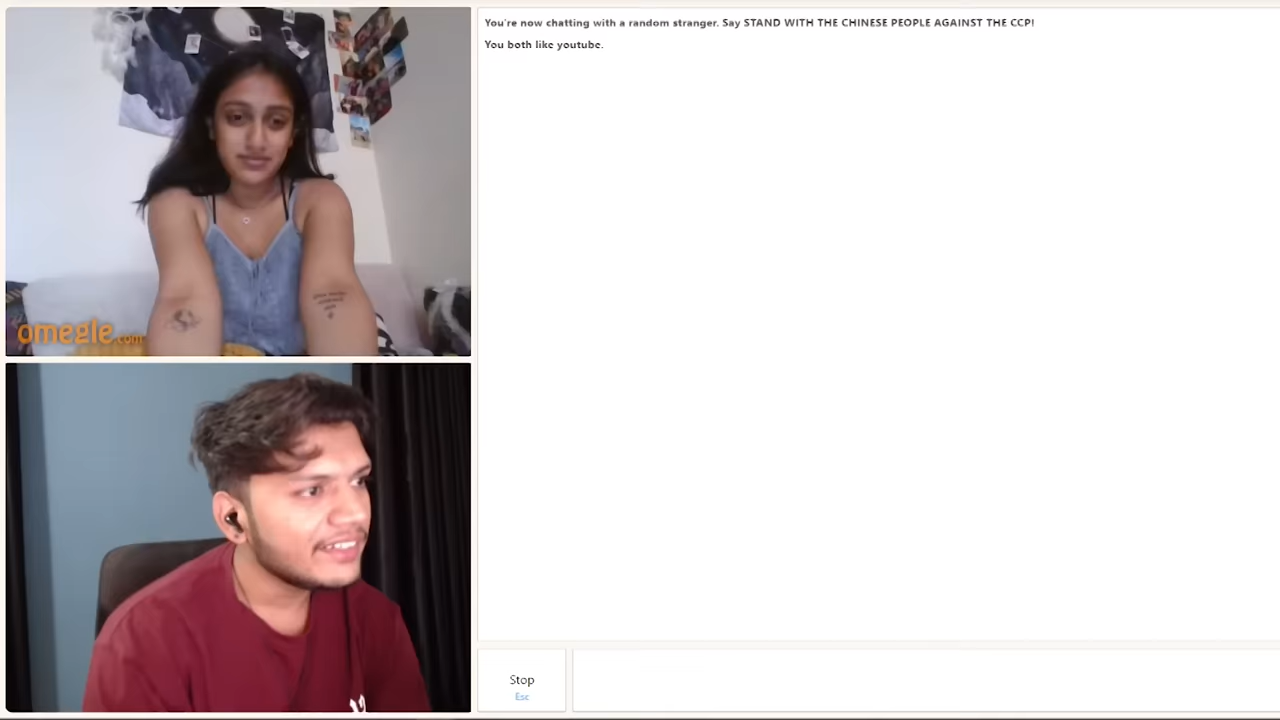 You're now chatting with a random stranger. Say STAND WITH THE CHINESE PEOPLE AGAINST THE CCP!
You both like youtube.
omegle.com
Stop
Esc